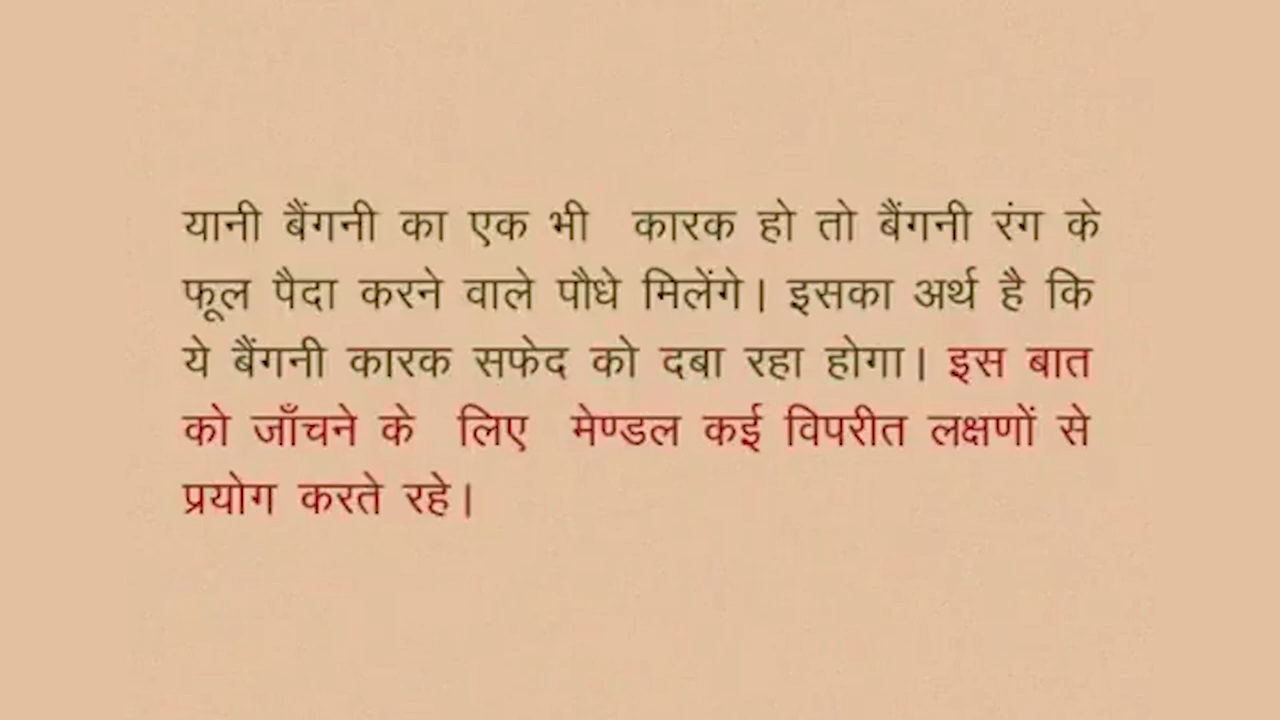 यानी बैंगनी का एक भी कारक हो तो बैंगनी रंग के
फूल पैदा करने वाले पौधे मिलेंगे। इसका अर्थ है कि
ये बैंगनी कारक सफेद को दबा रहा होगा। इस बात
को जाँचने के लिए मेण्डल कई विपरीत लक्षणों से
प्रयोग करते रहे।